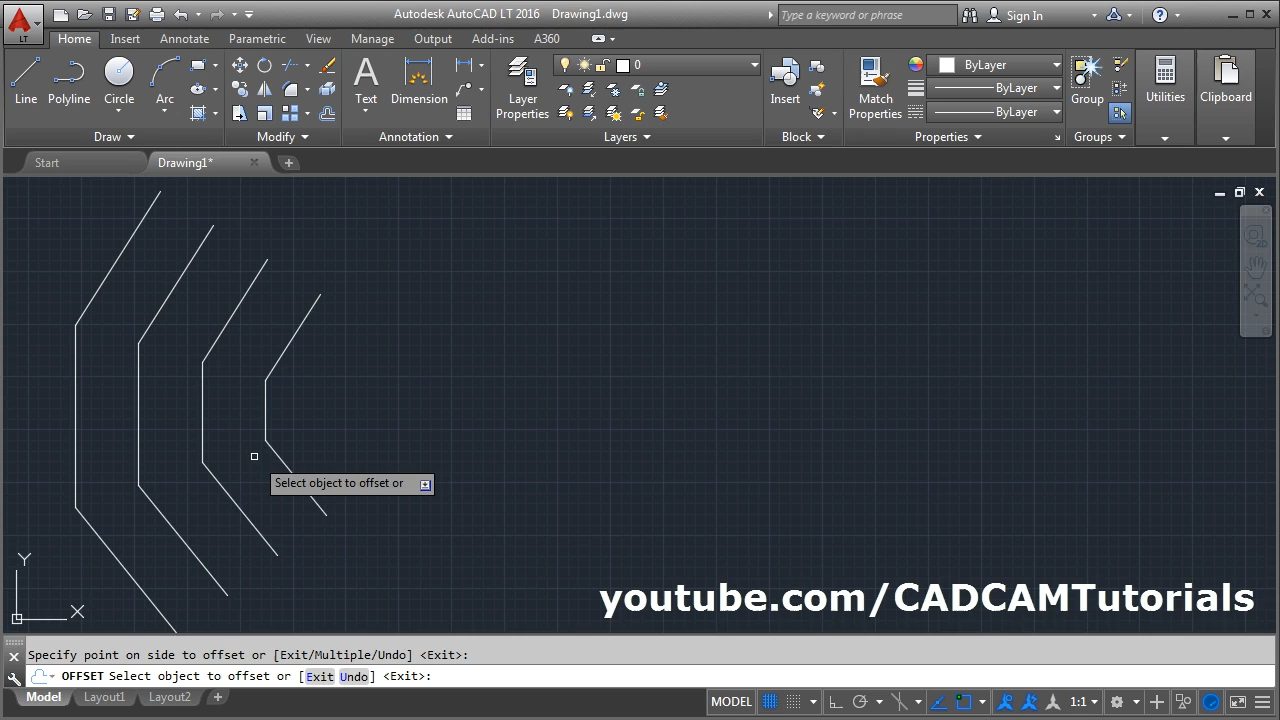 Autodesk AutoCAD LT 2016 Drawing1.dwg
Type a keyword or phrase
Sign In
LT
Home Insert Annotate Parametric View Manage Output Add-ins A360
Line Polyline Circle Arc
Text Dimension
Layer Properties
0
Insert
Match Properties
ByLayer
ByLayer
ByLayer
Group
Utilities
Clipboard
Draw Modify Annotation Layers Block Properties Groups
Start Drawing1*
Select object to offset or
Y
X
youtube.com/CADCAMTutorials
Specify point on side to offset or [Exit/Multiple/Undo] <Exit>:
OFFSET Select object to offset or [Exit Undo] <Exit>:
Model Layout1 Layout2
MODEL
1:1